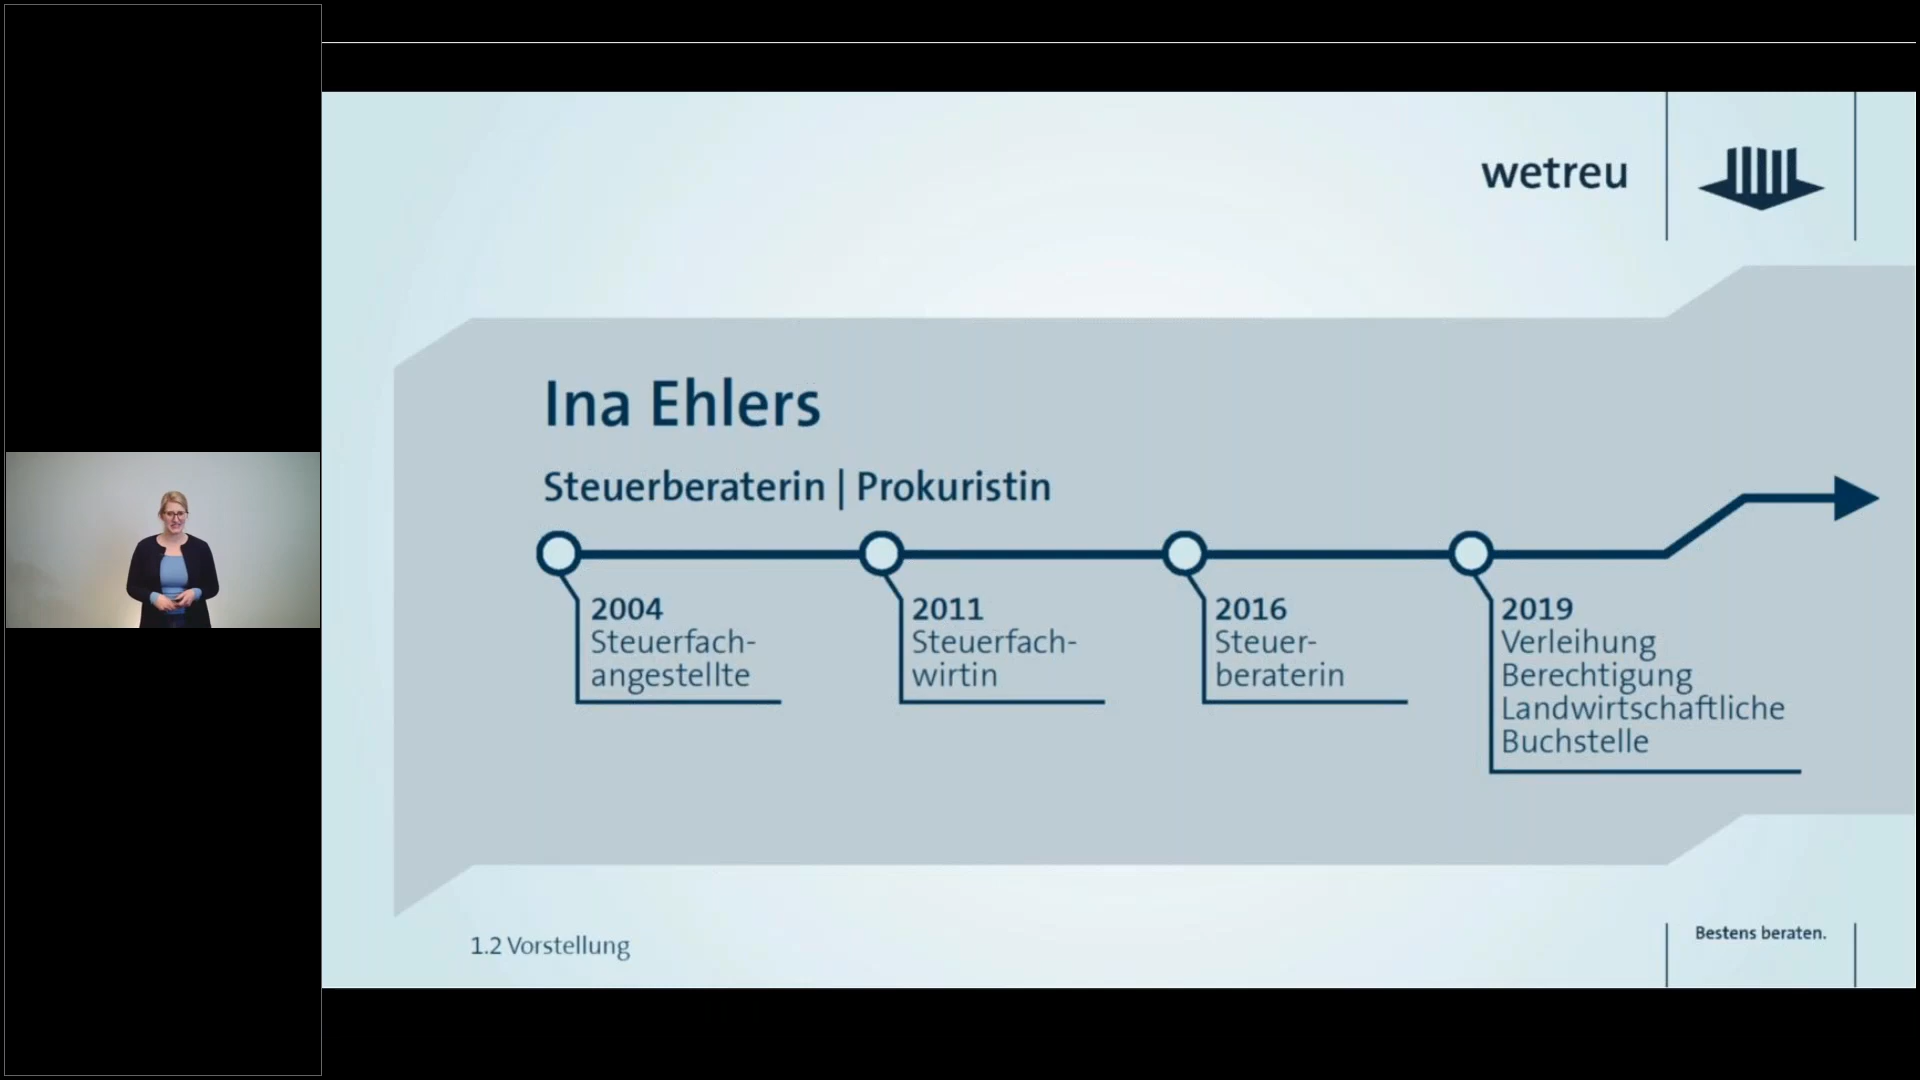 wetreu
Ina Ehlers
Steuerberaterin | Prokuristin
2004
Steuerfach-
angestellte
2011
Steuerfach-
wirtin
2016
Steuer-
beraterin
2019
Verleihung
Berechtigung
Landwirtschaftliche
Buchstelle
1.2 Vorstellung
Bestens beraten.